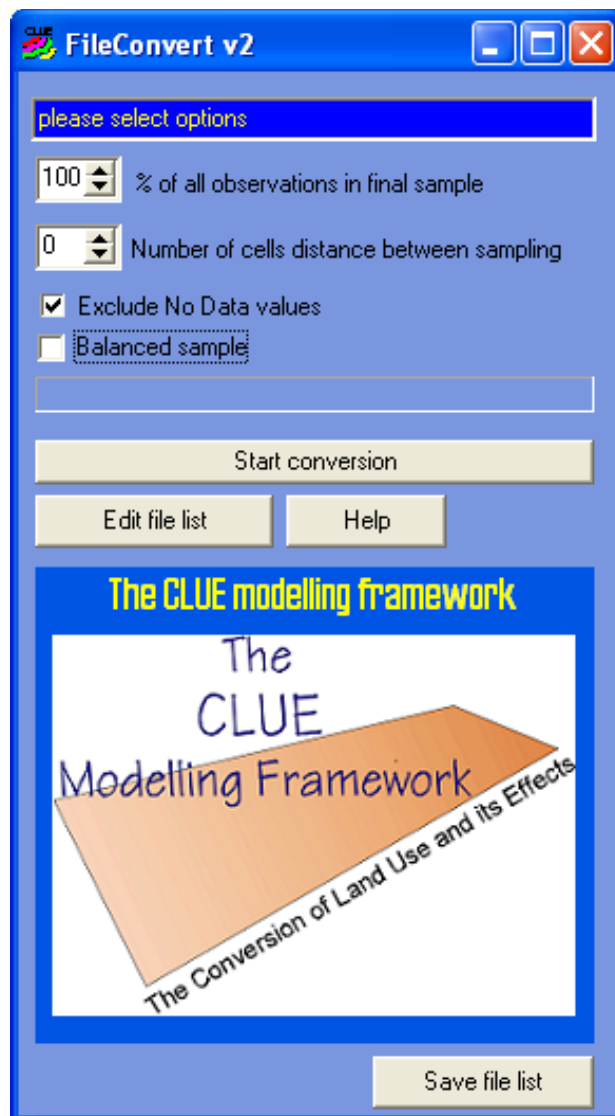 CLUE
FileConvert v2
please select options
100 % of all observations in final sample
0 Number of cells distance between sampling
Exclude No Data values
Balanced sample
Start conversion
Edit file list Help
The CLUE modelling framework
The
CLUE
Modelling Framework
The Conversion of Land Use and its Effects
Save file list